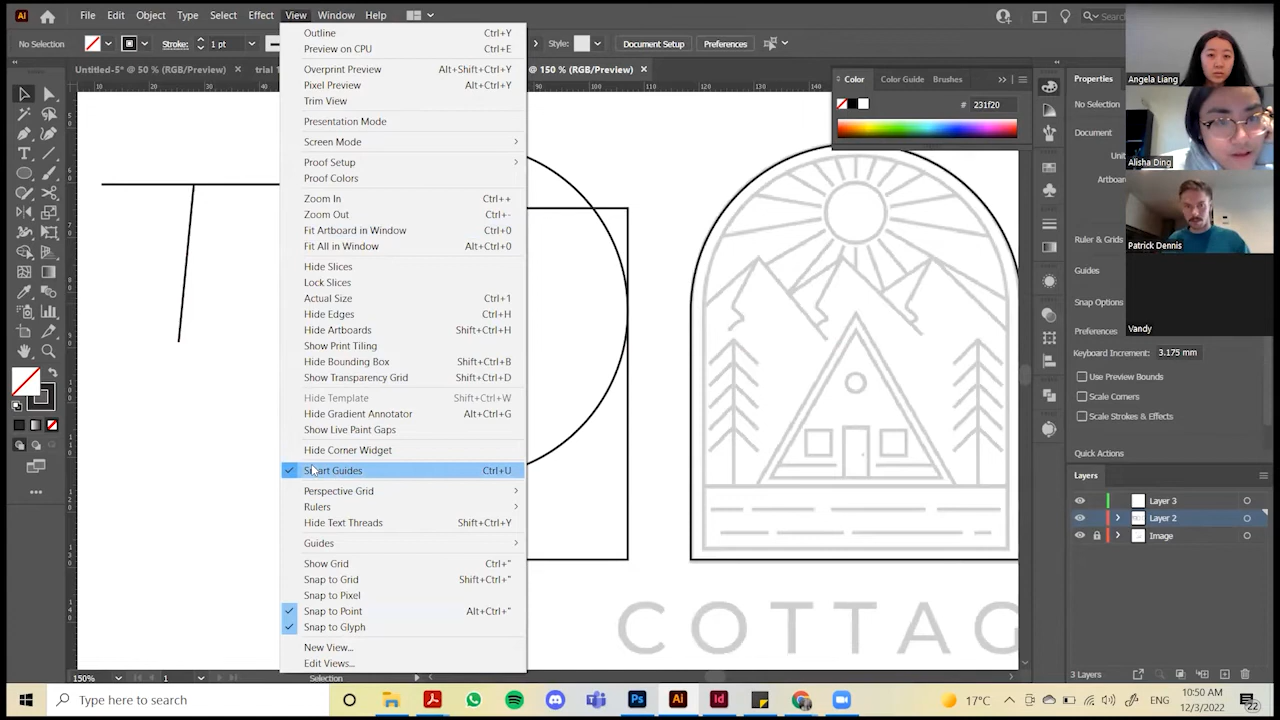 Ai File Edit Object Type Select Effect View Window Help
No Selection Stroke: 1 pt Style: Document Setup Preferences
Untitled-5* @ 50 % (RGB/Preview) × trial @ 150 % (RGB/Preview) ×
Outline Ctrl+Y
Preview on CPU Ctrl+E
Overprint Preview Alt+Shift+Ctrl+Y
Pixel Preview Alt+Ctrl+Y
Trim View
Presentation Mode
Screen Mode
Proof Setup
Proof Colors
Zoom In Ctrl++
Zoom Out Ctrl+-
Fit Artboard in Window Ctrl+0
Fit All in Window Alt+Ctrl+0
Hide Slices
Lock Slices
Actual Size Ctrl+1
Hide Edges Ctrl+H
Hide Artboards Shift+Ctrl+H
Show Print Tiling
Hide Bounding Box Shift+Ctrl+B
Show Transparency Grid Shift+Ctrl+D
Hide Template Shift+Ctrl+W
Hide Gradient Annotator Alt+Ctrl+G
Show Live Paint Gaps
Hide Corner Widget
Smart Guides Ctrl+U
Perspective Grid
Rulers
Hide Text Threads Shift+Ctrl+Y
Guides
Show Grid Ctrl+"
Snap to Grid Shift+Ctrl+"
Snap to Pixel
Snap to Point Alt+Ctrl+"
Snap to Glyph
New View...
Edit Views...
Color Color Guide Brushes
# 231f20
COTTAG
Properties
No Selection
Document
Ruler & Grids
Guides
Snap Options
Preferences
Keyboard Increment: 3.175 mm
Use Preview Bounds
Scale Corners
Scale Strokes & Effects
Quick Actions
Layers
Layer 3
Layer 2
Image
3 Layers
Angela Liang
Alisha Ding
Patrick Dennis
Vandy
150% 1 Selection
Type here to search
Ps Ai Id
17°C ENG
10:50 AM
12/3/2022
22